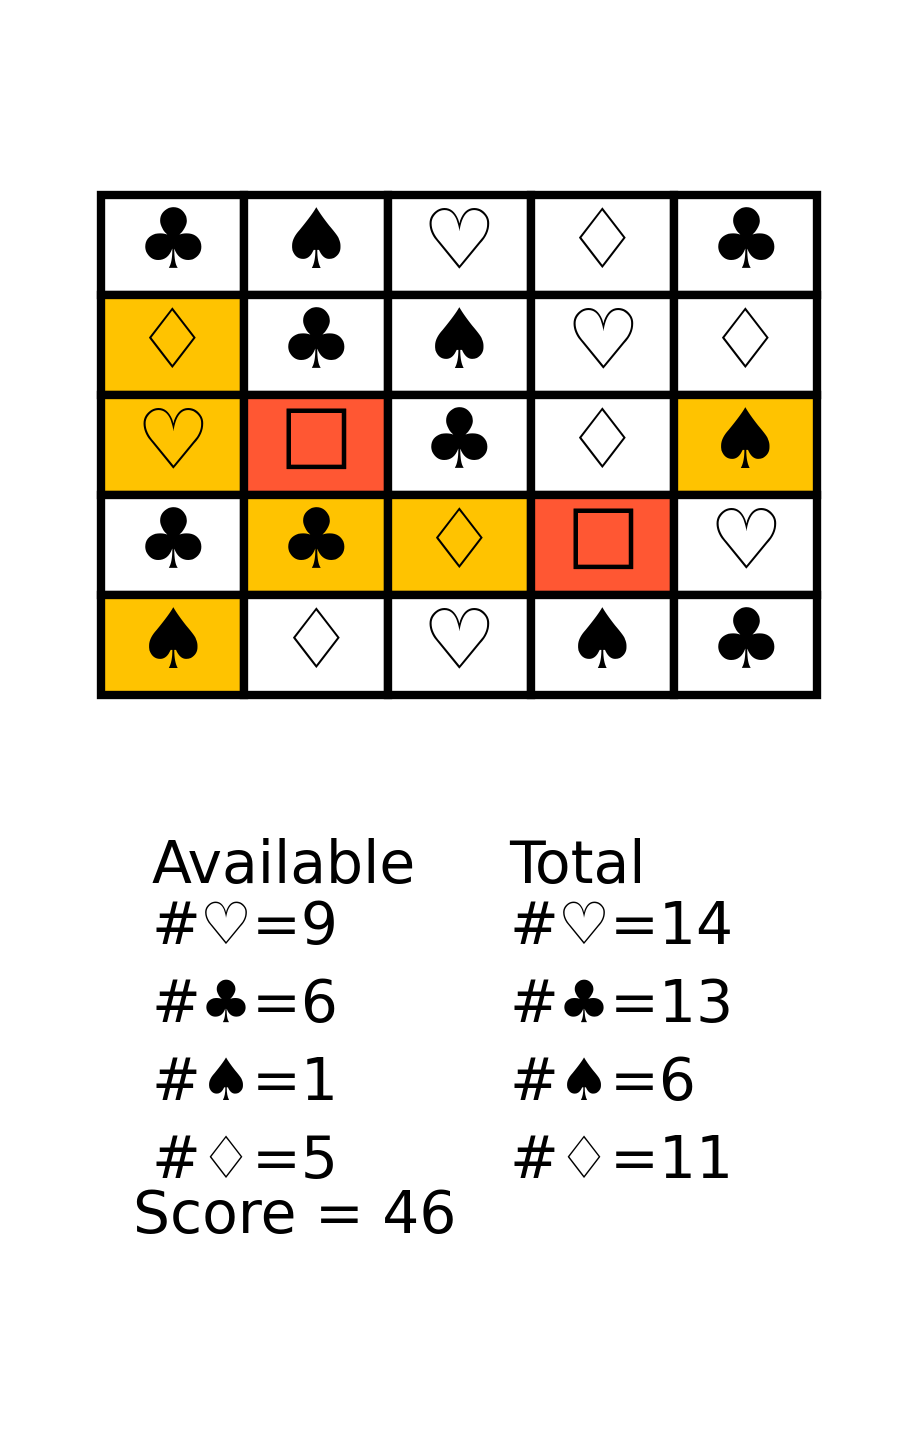 ♣ ♠ ♡ ♢ ♣
♢ ♣ ♠ ♡ ♢
♡ □ ♣ ♢ ♠
♣ ♣ ♢ □ ♡
♠ ♢ ♡ ♠ ♣
Available Total
#♡=9 #♡=14
#♣=6 #♣=13
#♠=1 #♠=6
#♢=5 #♢=11
Score = 46